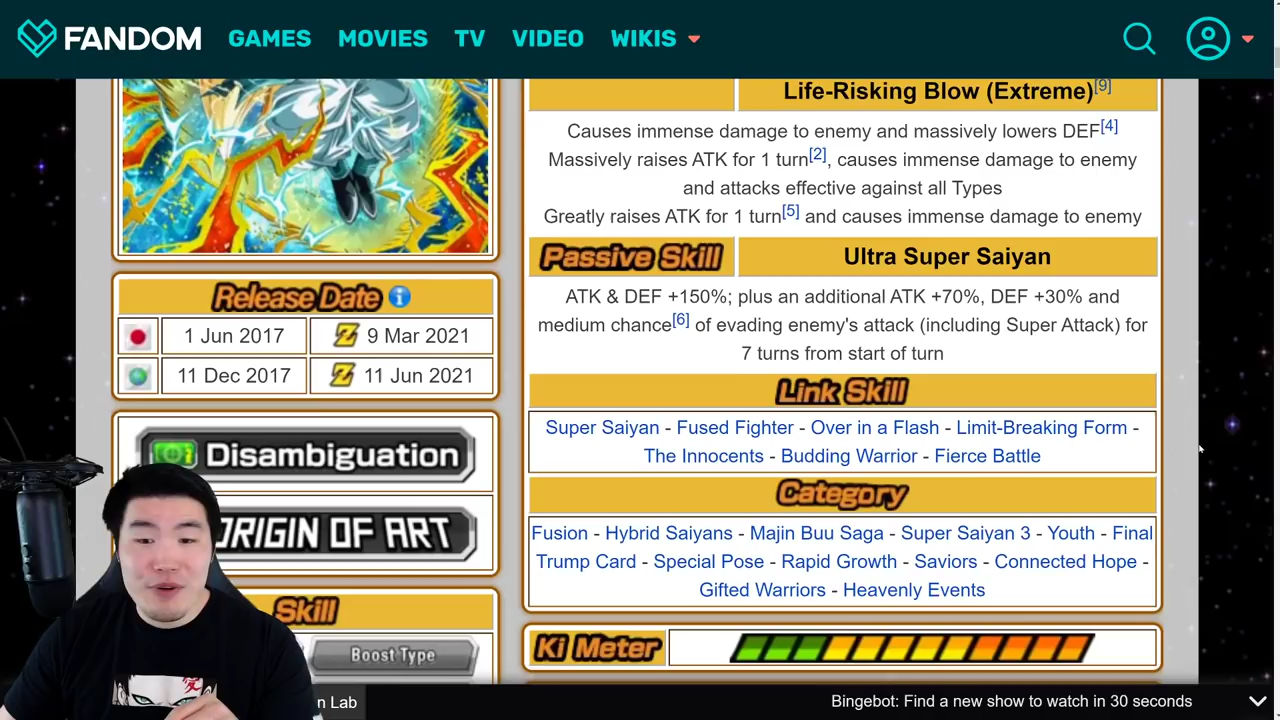 FANDOM GAMES MOVIES TV VIDEO WIKIS
Life-Risking Blow (Extreme)[9]
Causes immense damage to enemy and massively lowers DEF[4]
Massively raises ATK for 1 turn[2], causes immense damage to enemy
and attacks effective against all Types
Greatly raises ATK for 1 turn[5] and causes immense damage to enemy
Passive Skill Ultra Super Saiyan
ATK & DEF +150%; plus an additional ATK +70%, DEF +30% and
medium chance[6] of evading enemy's attack (including Super Attack) for
7 turns from start of turn
Link Skill
Super Saiyan - Fused Fighter - Over in a Flash - Limit-Breaking Form -
The Innocents - Budding Warrior - Fierce Battle
Category
Fusion - Hybrid Saiyans - Majin Buu Saga - Super Saiyan 3 - Youth - Final
Trump Card - Special Pose - Rapid Growth - Saviors - Connected Hope -
Gifted Warriors - Heavenly Events
Ki Meter
Release Date i
1 Jun 2017 Z 9 Mar 2021
11 Dec 2017 Z 11 Jun 2021
Disambiguation
ORIGIN OF ART
Skill
Boost Type
n Lab
Bingebot: Find a new show to watch in 30 seconds